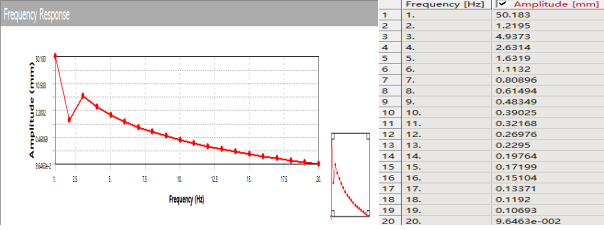 Frequency Response
50.183
10.503
Amplitude (mm)
9.6463e-2
1. 2.5 5. 7.5 10. 12.5 15. 17.5 20.
Frequency (Hz)
Frequency [Hz] Amplitude [mm]
1 1. 50.183
2 2. 1.2195
3 3. 4.9373
4 4. 2.6314
5 5. 1.6319
6 6. 1.1132
7 7. 0.80896
8 8. 0.61494
9 9. 0.48349
10 10. 0.39025
11 11. 0.32168
12 12. 0.26976
13 13. 0.2295
14 14. 0.19764
15 15. 0.17199
16 16. 0.15104
17 17. 0.13371
18 18. 0.1192
19 19. 0.10693
20 20. 9.6463e-002